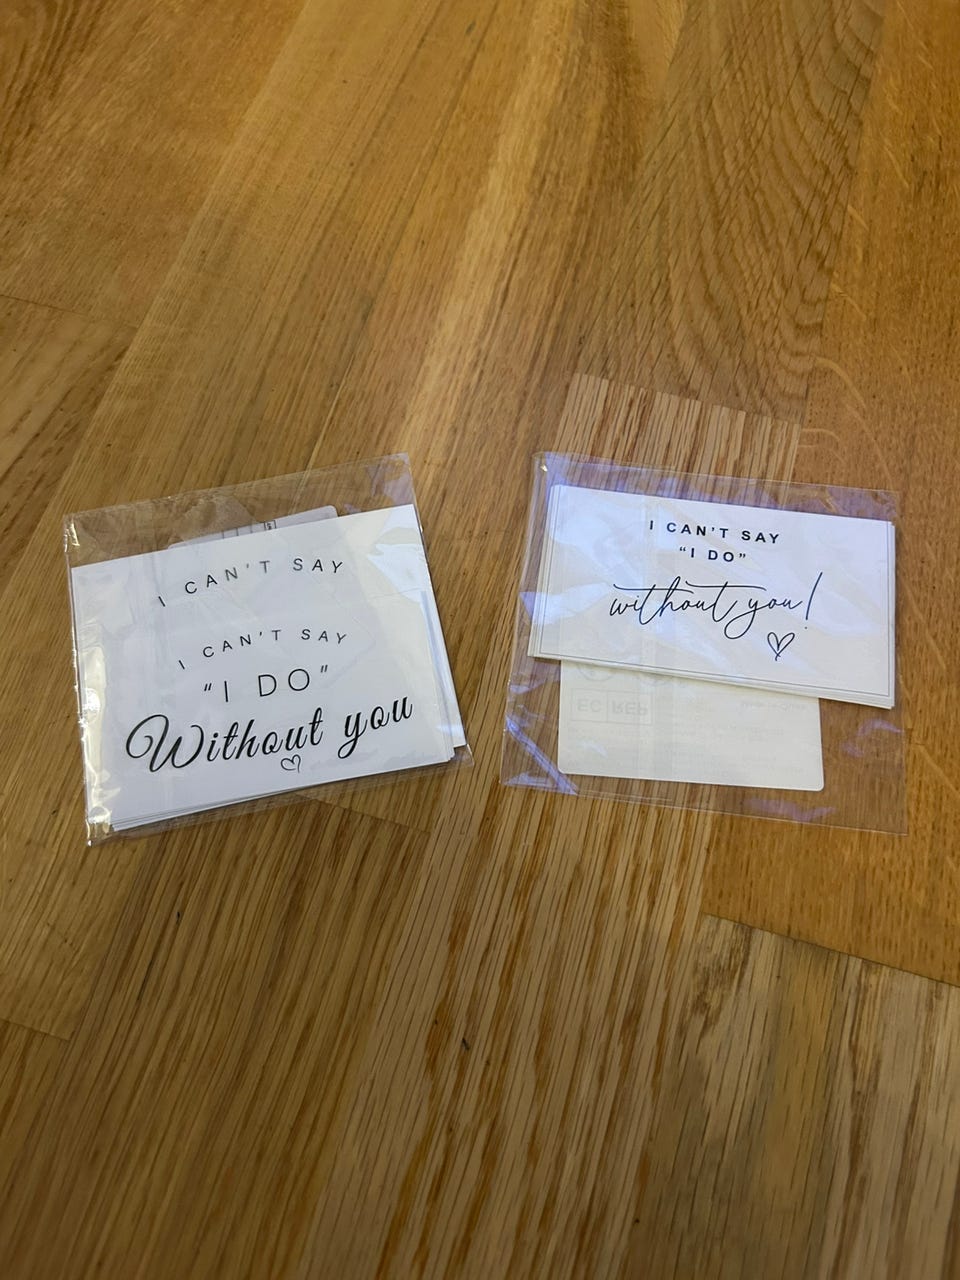 I CAN'T SAY
I CAN'T SAY
"I DO"
Without you
I CAN'T SAY
"I DO"
without you!
EC REP